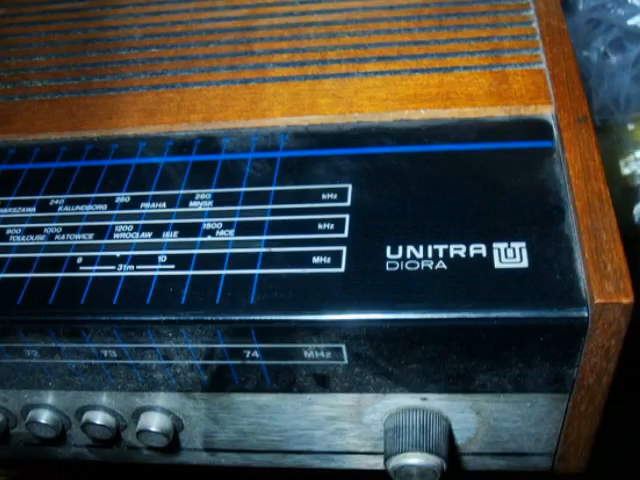 240 280 280 kHz
WARSZAWA KALUNDBORG PRAHA MINSK
900 1000 1200 1500 kHz
TOULOUSE KATOWICE WROCŁAW LILLE NICE
9 10 MHz
31m
UNITRA
DIORA
72 73 74 MHz